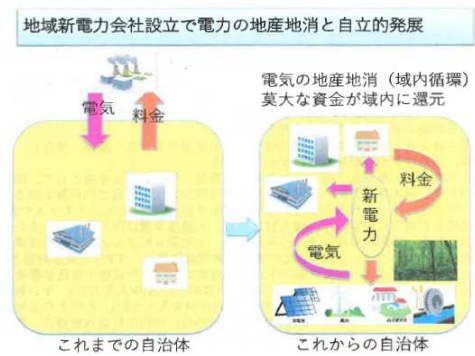 地域新電力会社設立で電力の地産地消と自立的発展
電気
料金
電気の地産地消（域内循環）
莫大な資金が域内に還元
料金
新電力
電気
これまでの自治体
これからの自治体